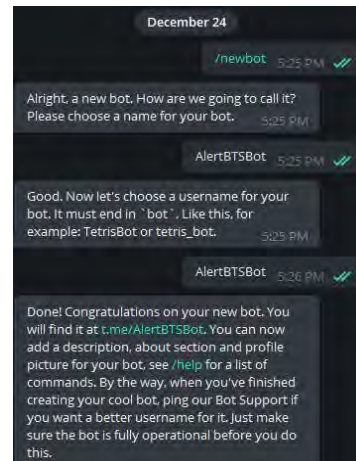 December 24
/newbot 5:25 PM
Alright, a new bot. How are we going to call it?
Please choose a name for your bot. 5:25 PM
AlertBTSBot 5:25 PM
Good. Now let's choose a username for your
bot. It must end in `bot`. Like this, for
example: TetrisBot or tetris_bot. 5:25 PM
AlertBTSBot 5:26 PM
Done! Congratulations on your new bot. You
will find it at t.me/AlertBTSBot. You can now
add a description, about section and profile
picture for your bot, see /help for a list of
commands. By the way, when you've finished
creating your cool bot, ping our Bot Support if
you want a better username for it. Just make
sure the bot is fully operational before you do
this.